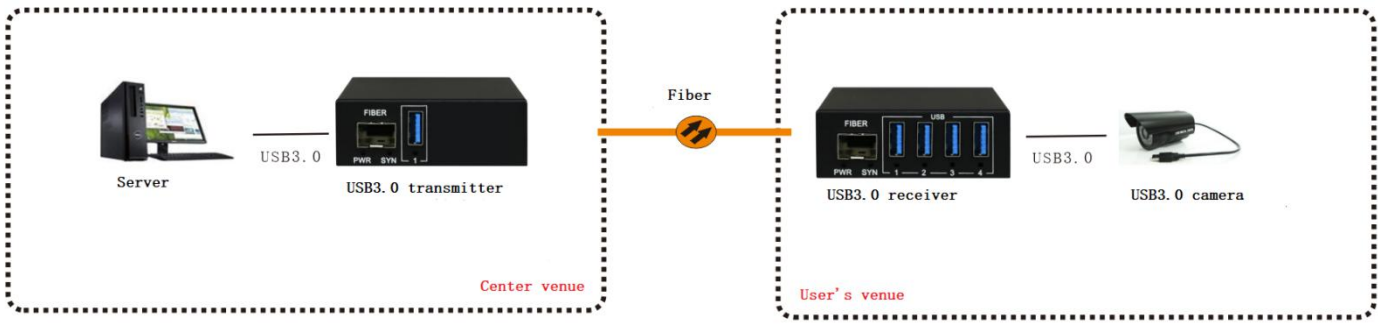 Fiber
FIBER
PWR SYN 1
USB3.0
Server
USB3.0 transmitter
Center venue
USB
FIBER
PWR SYN 1 2 3 4
USB3.0
USB3.0 receiver
USB3.0 camera
User's venue